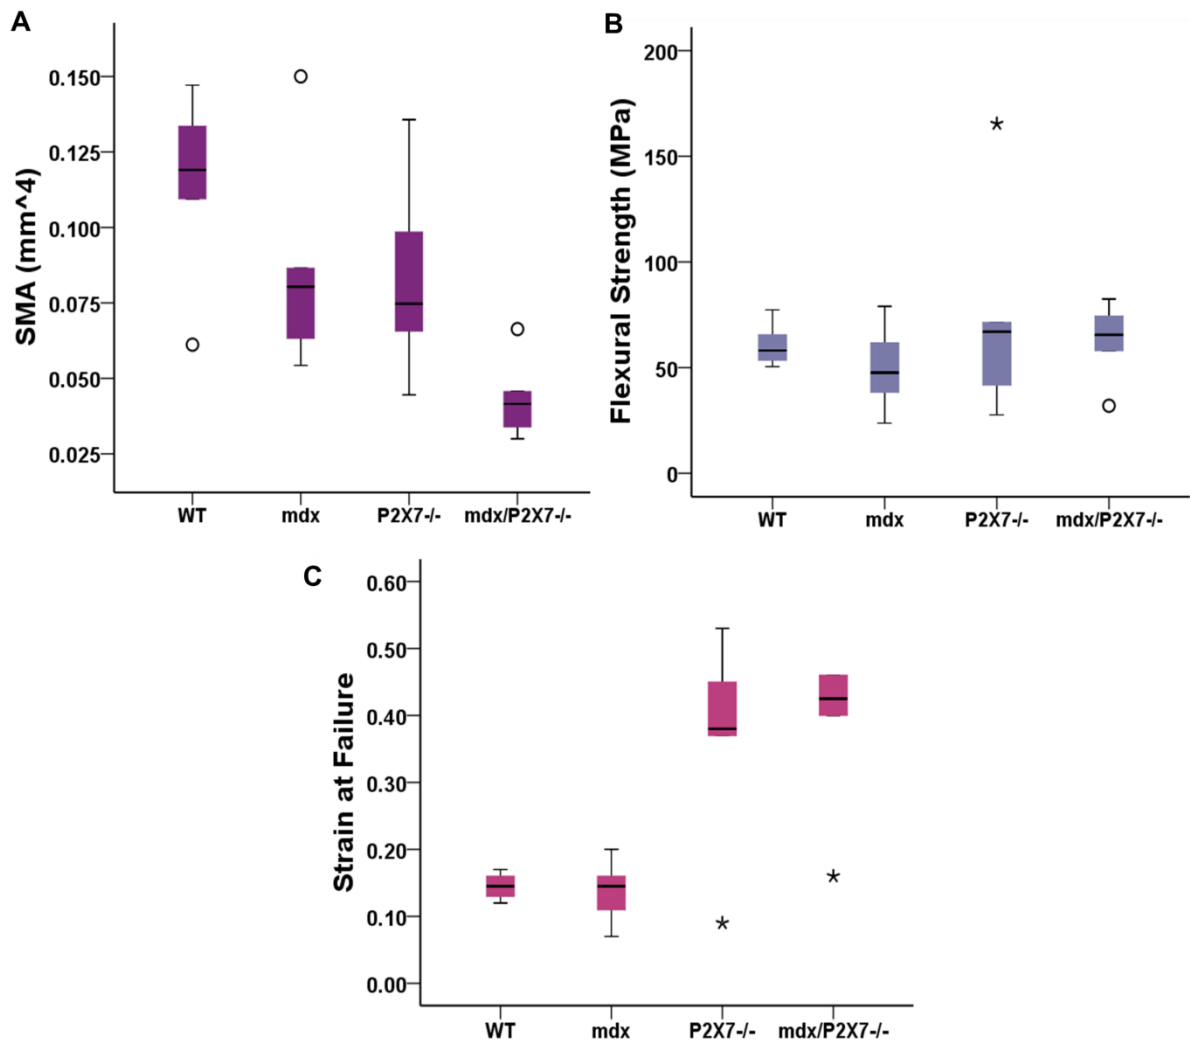 A
SMA (mm^4)
0.150
0.125
0.100
0.075
0.050
0.025
WT mdx P2X7-/- mdx/P2X7-/-
B
Flexural Strength (MPa)
200
150
100
50
0
WT mdx P2X7-/- mdx/P2X7-/-
C
Strain at Failure
0.60
0.50
0.40
0.30
0.20
0.10
0.00
WT mdx P2X7-/- mdx/P2X7-/-